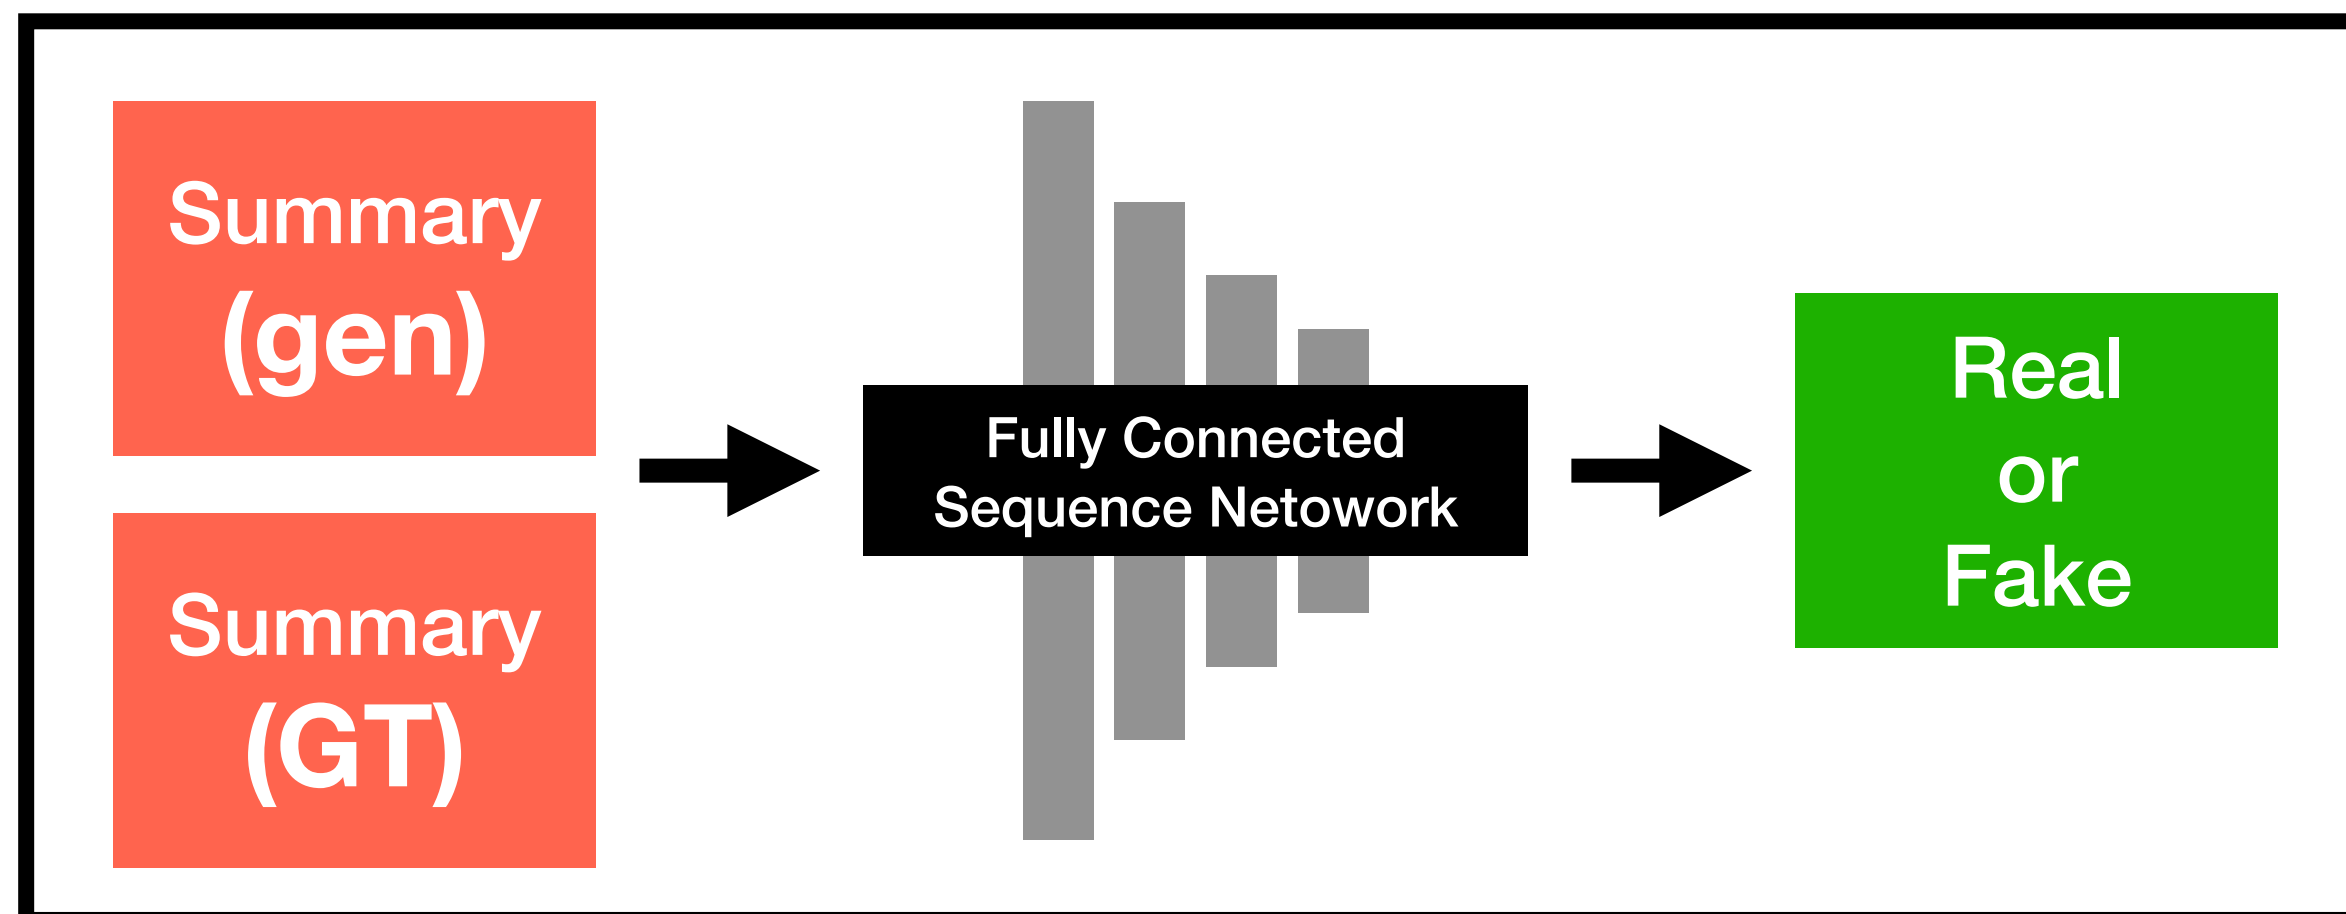 Summary
(gen)
Summary
(GT)
Fully Connected
Sequence Netowork
Real
or
Fake